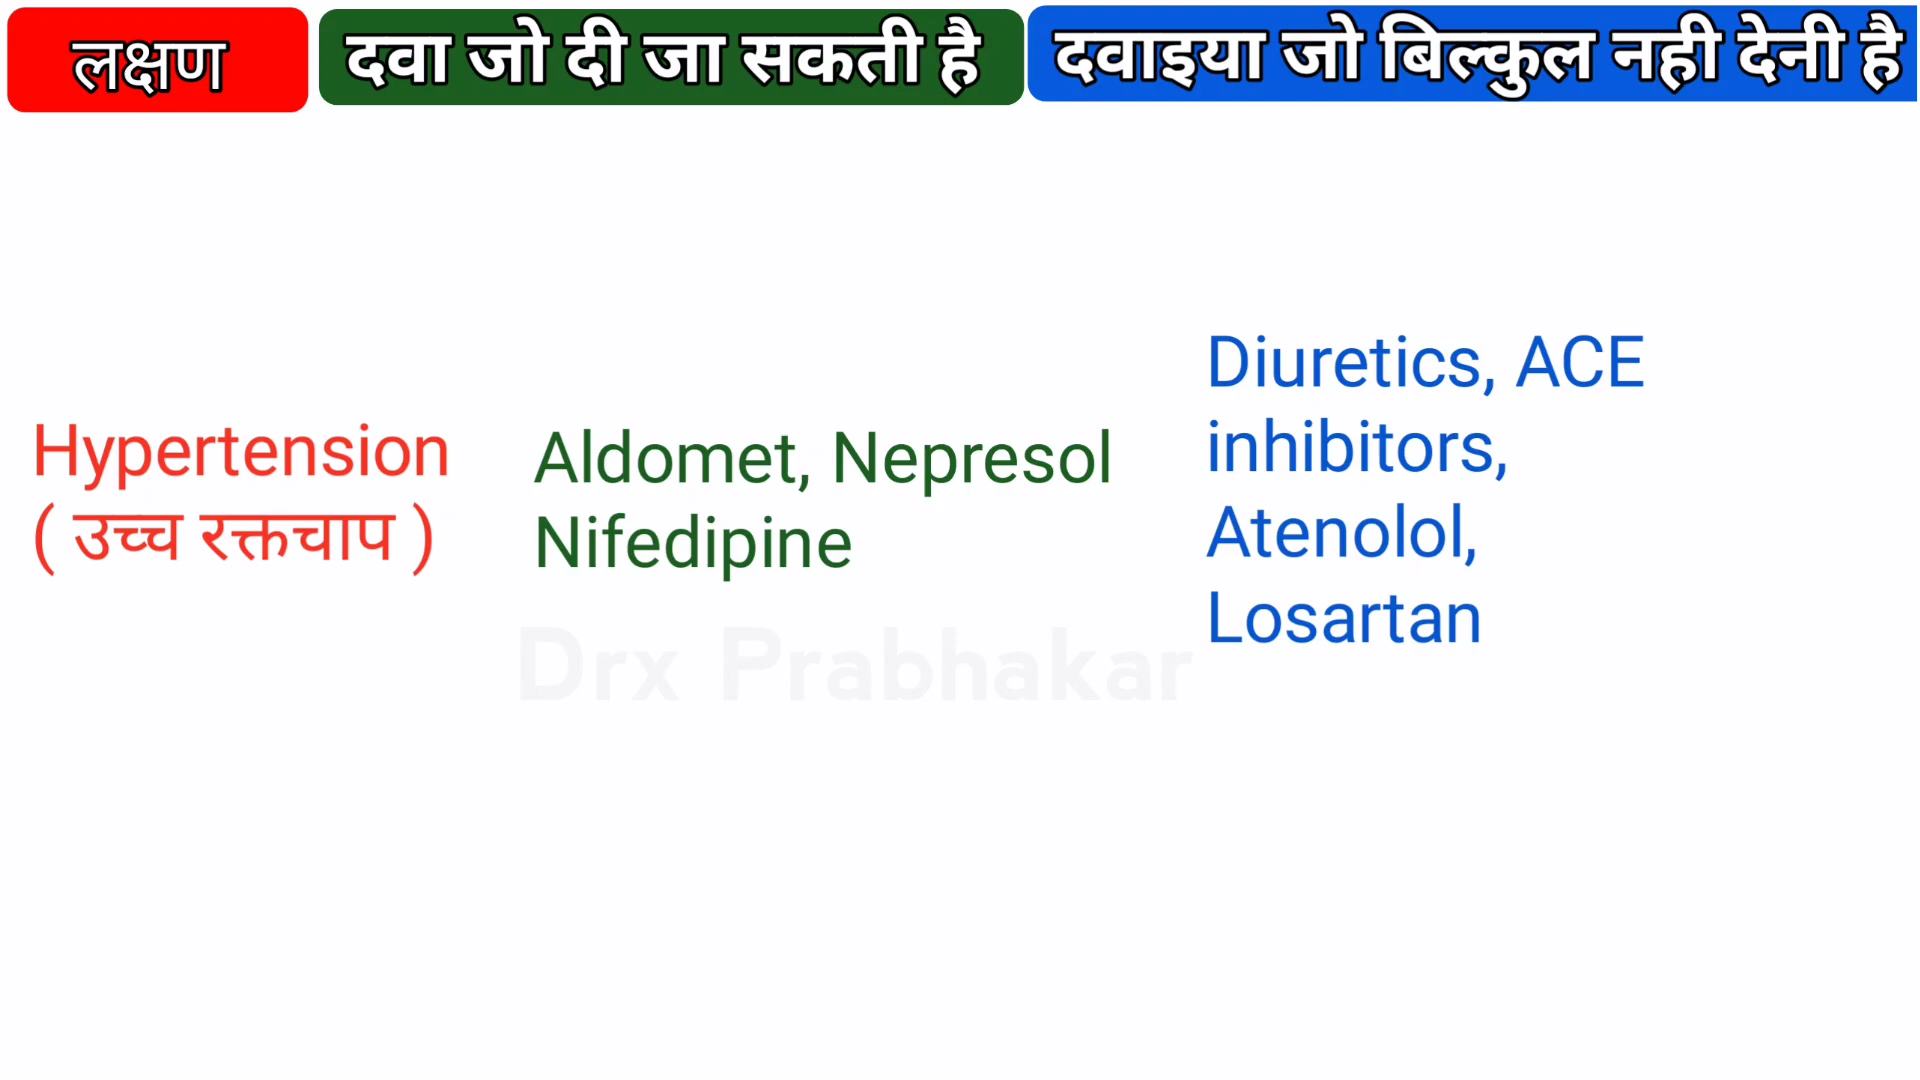 लक्षण
दवा जो दी जा सकती है
दवाइया जो बिल्कुल नही देनी है
Hypertension
( उच्च रक्तचाप )
Aldomet, Nepresol
Nifedipine
Diuretics, ACE
inhibitors,
Atenolol,
Losartan
Drx Prabhakar